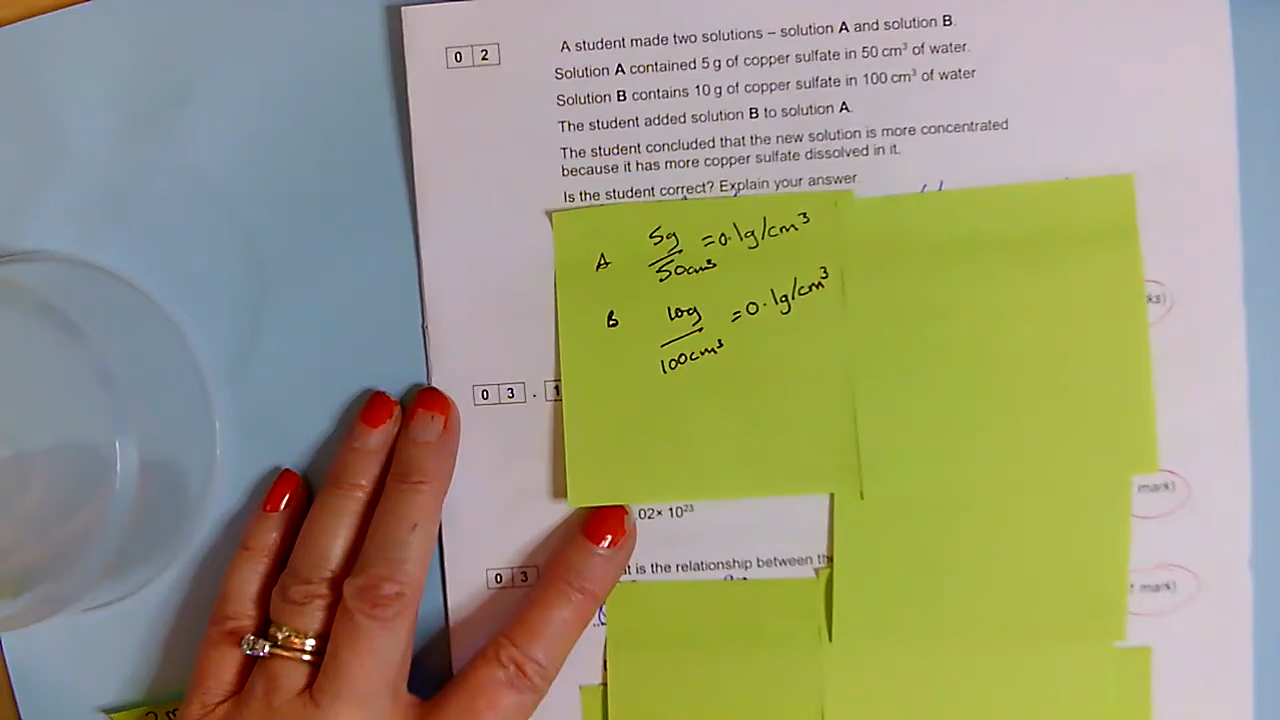 0 2
A student made two solutions – solution A and solution B.
Solution A contained 5 g of copper sulfate in 50 cm³ of water.
Solution B contains 10 g of copper sulfate in 100 cm³ of water
The student added solution B to solution A.
The student concluded that the new solution is more concentrated
because it has more copper sulfate dissolved in it.
Is the student correct? Explain your answer.
A 5g/50cm³ = 0.1g/cm³
B 10g/100cm³ = 0.1g/cm³
ks)
0 3 . 1
mark)
.02× 10²³
0 3
is the relationship between
mark)